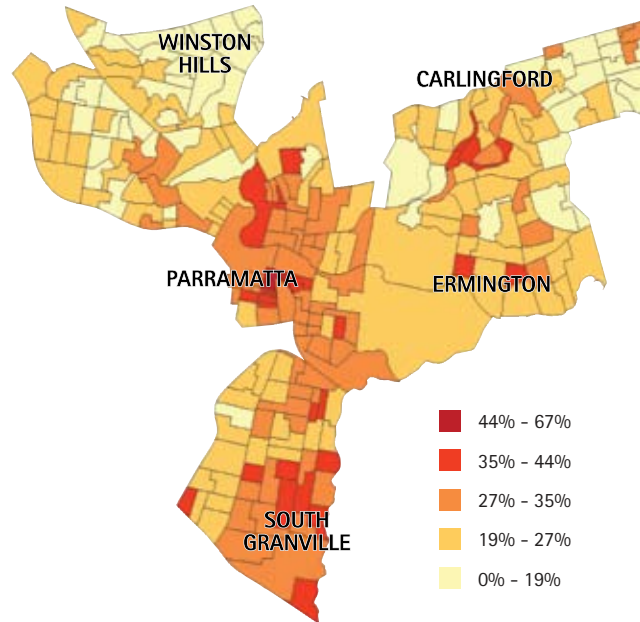 WINSTON
HILLS
CARLINGFORD
PARRAMATTA
ERMINGTON
44% - 67%
35% - 44%
27% - 35%
19% - 27%
0% - 19%
SOUTH
GRANVILLE